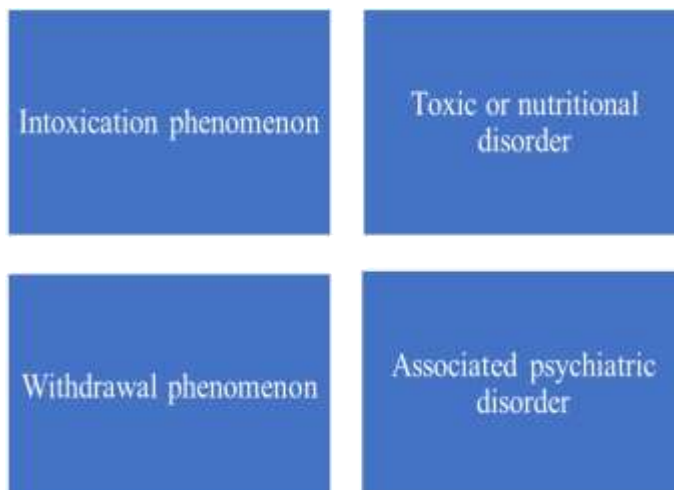 Intoxication phenomenon
Toxic or nutritional
disorder
Withdrawal phenomenon
Associated psychiatric
disorder